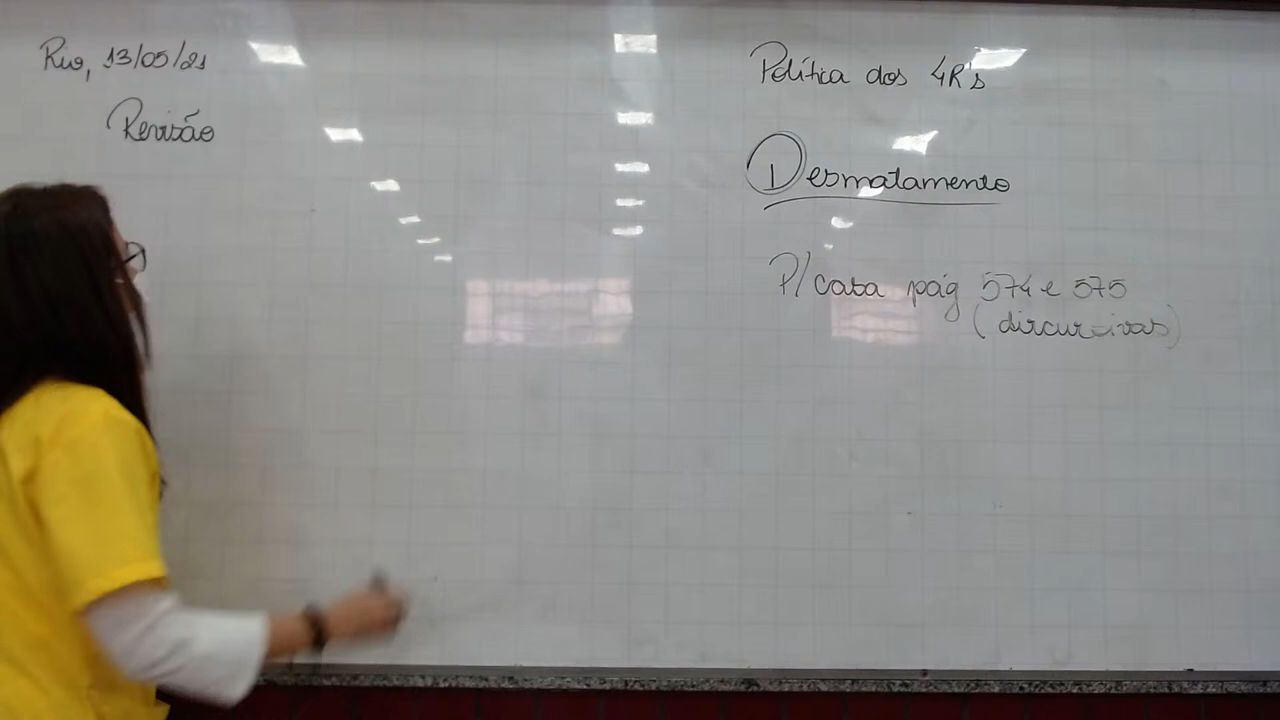 Rio, 13/05/21
Revisão
Política dos 4R's
Desmatamento
P/ casa pág 574 e 575
(discursivas)